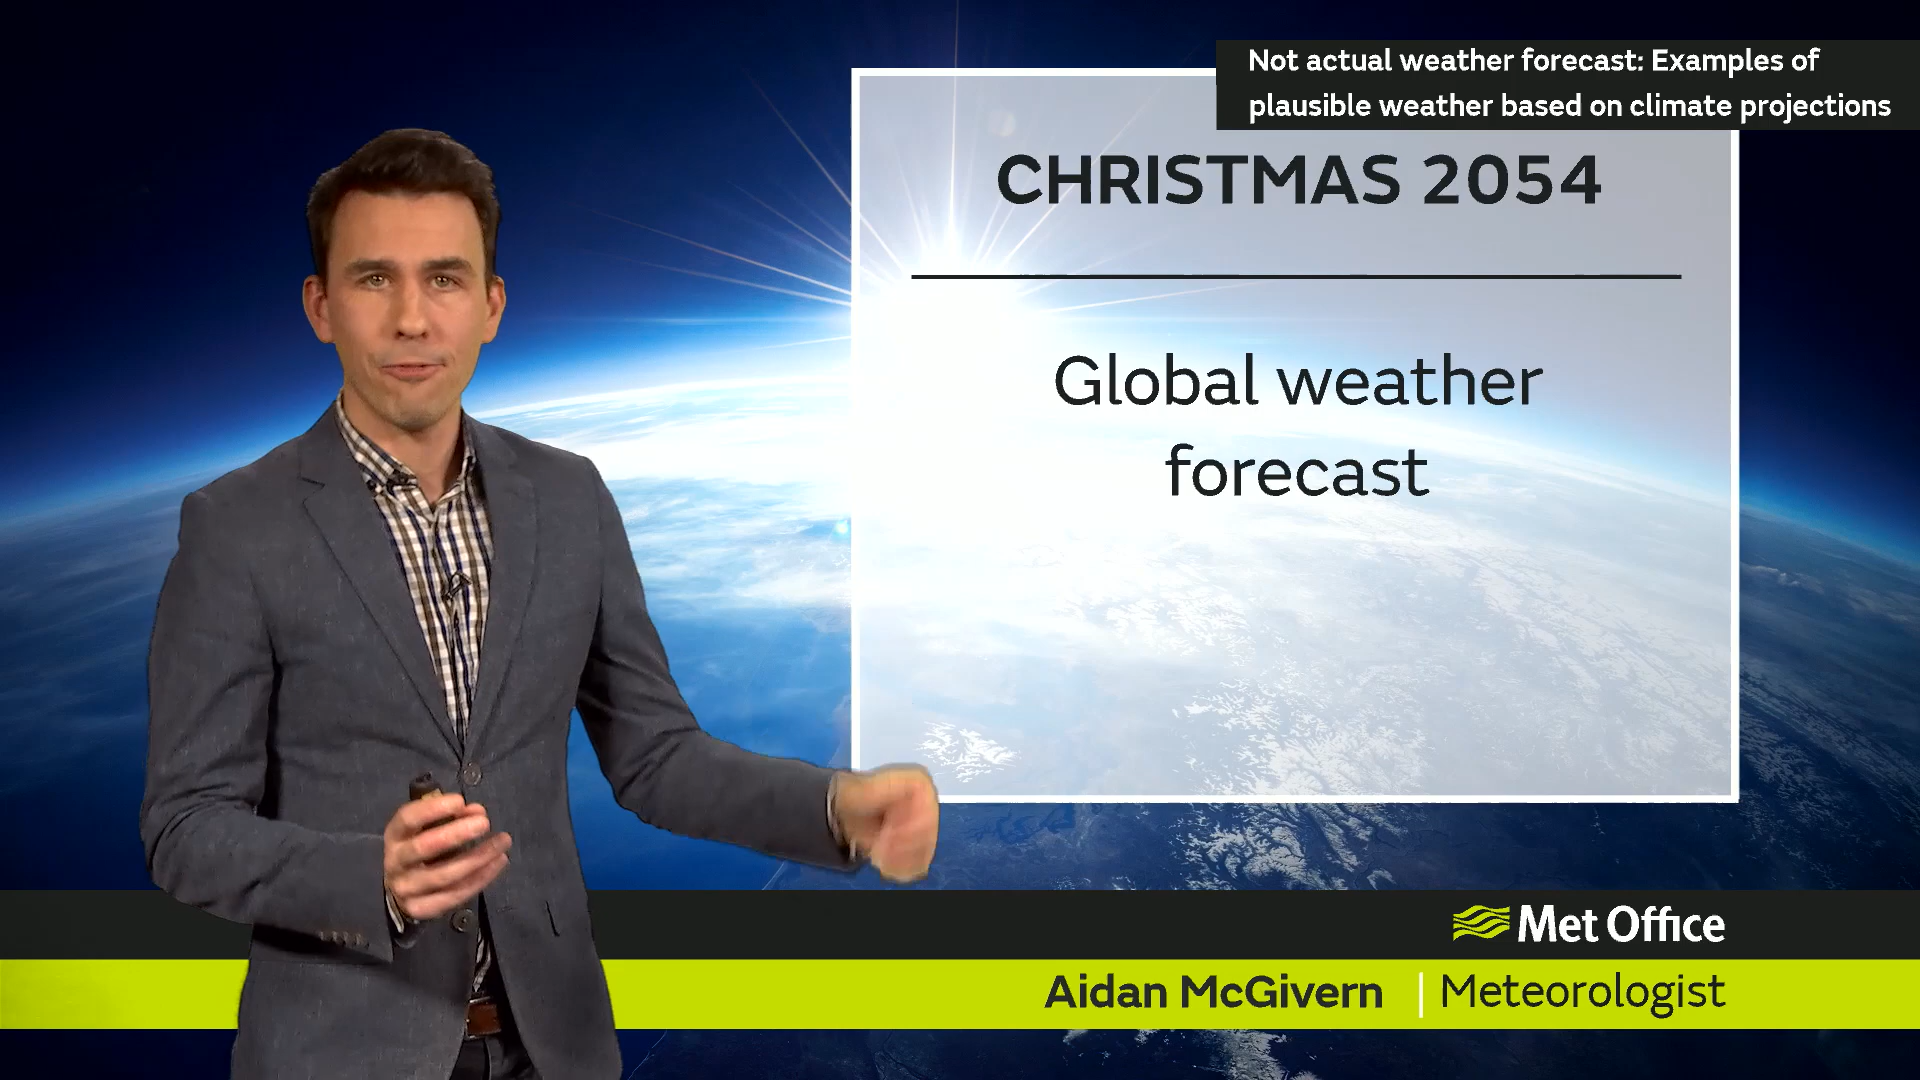 Not actual weather forecast: Examples of
plausible weather based on climate projections
CHRISTMAS 2054
Global weather
forecast
Met Office
Aidan McGivern | Meteorologist